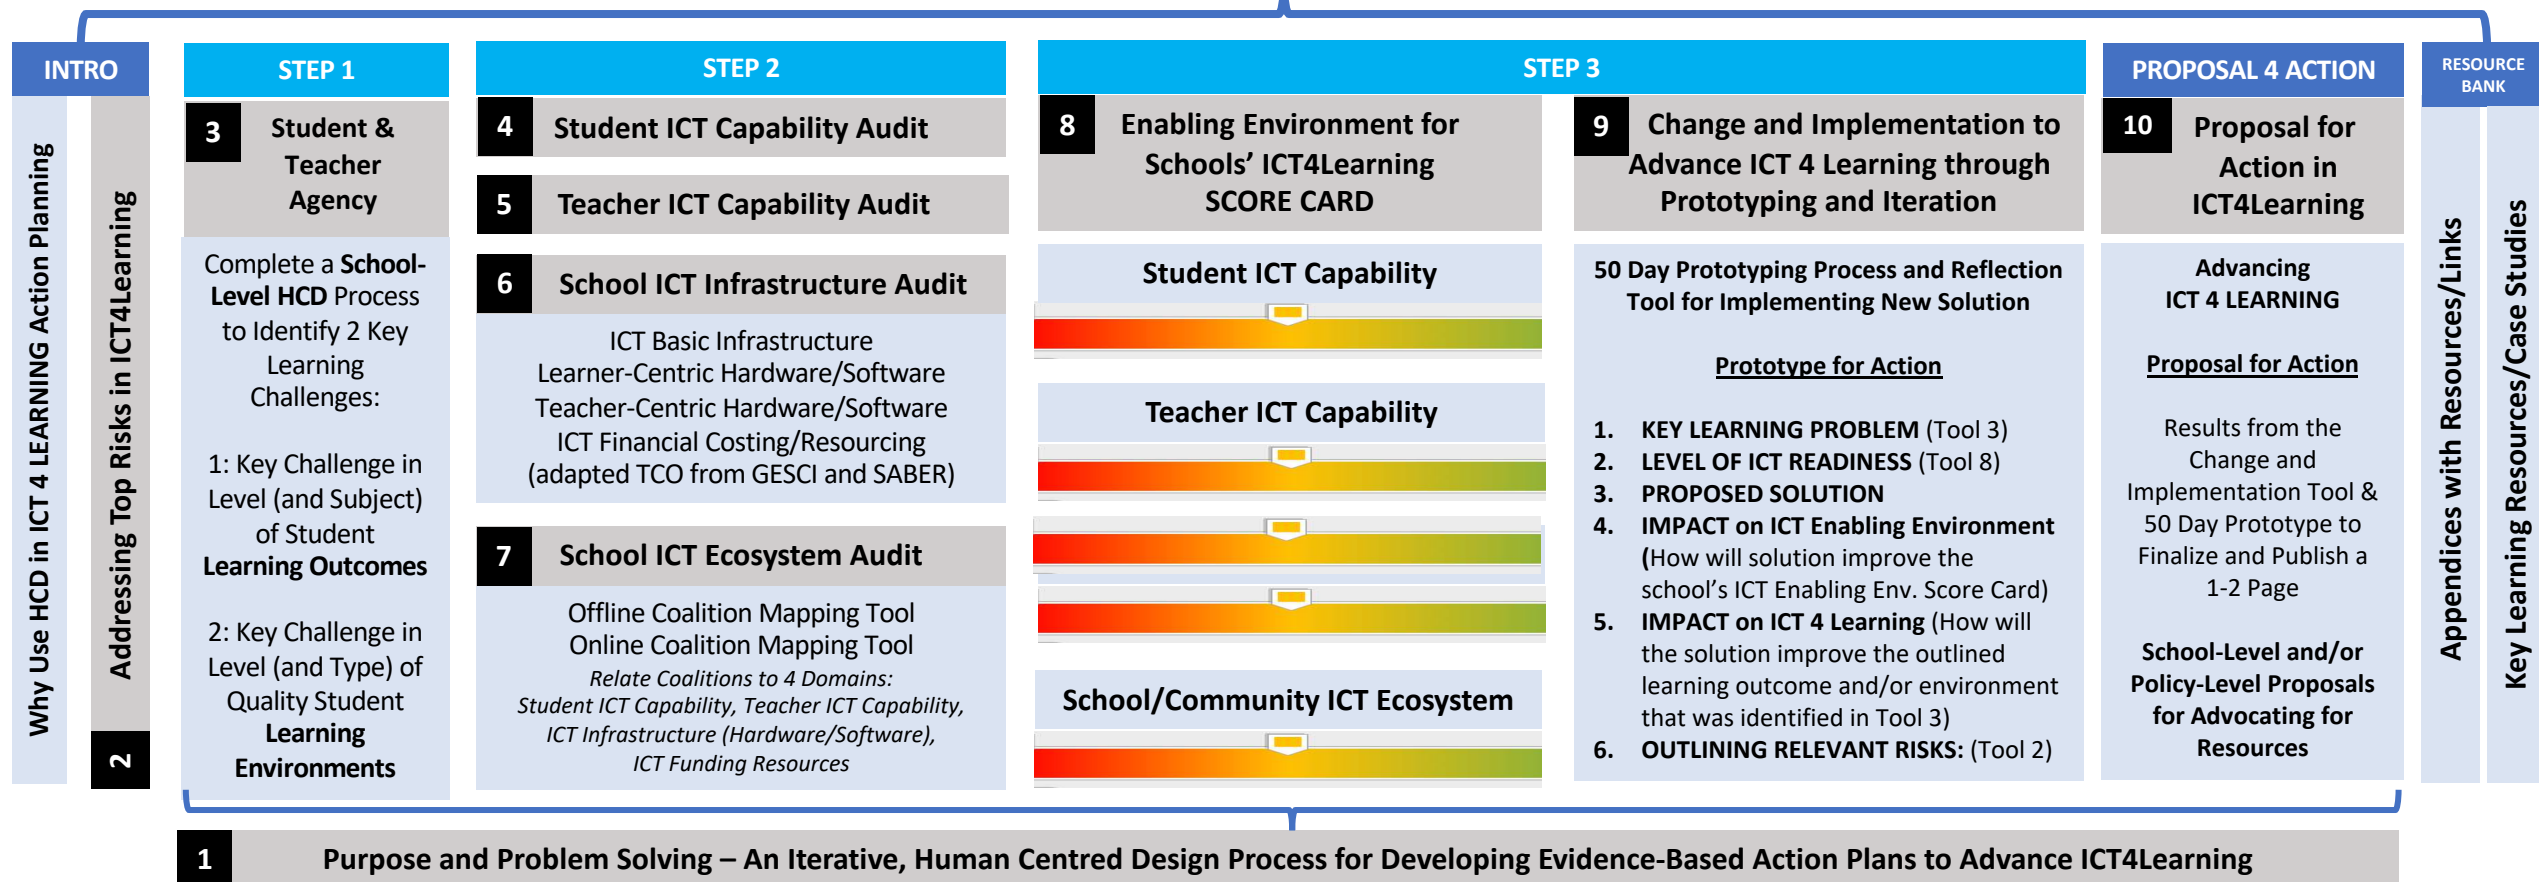 INTRO
Why Use HCD in ICT 4 LEARNING Action Planning
Addressing Top Risks in ICT4Learning
2
STEP 1
3
Student &
Teacher
Agency
Complete a School-
Level HCD Process
to Identify 2 Key
Learning
Challenges:
1: Key Challenge in
Level (and Subject)
of Student
Learning Outcomes
2: Key Challenge in
Level (and Type) of
Quality Student
Learning
Environments
STEP 2
4
Student ICT Capability Audit
5
Teacher ICT Capability Audit
6
School ICT Infrastructure Audit
ICT Basic Infrastructure
Learner-Centric Hardware/Software
Teacher-Centric Hardware/Software
ICT Financial Costing/Resourcing
(adapted TCO from GESCI and SABER)
7
School ICT Ecosystem Audit
Offline Coalition Mapping Tool
Online Coalition Mapping Tool
Relate Coalitions to 4 Domains:
Student ICT Capability, Teacher ICT Capability,
ICT Infrastructure (Hardware/Software),
ICT Funding Resources
STEP 3
8
Enabling Environment for
Schools’ ICT4Learning
SCORE CARD
Student ICT Capability
Teacher ICT Capability
School/Community ICT Ecosystem
9
Change and Implementation to
Advance ICT 4 Learning through
Prototyping and Iteration
50 Day Prototyping Process and Reflection
Tool for Implementing New Solution
Prototype for Action
1. KEY LEARNING PROBLEM (Tool 3)
2. LEVEL OF ICT READINESS (Tool 8)
3. PROPOSED SOLUTION
4. IMPACT on ICT Enabling Environment
(How will solution improve the
school’s ICT Enabling Env. Score Card)
5. IMPACT on ICT 4 Learning (How will
the solution improve the outlined
learning outcome and/or environment
that was identified in Tool 3)
6. OUTLINING RELEVANT RISKS: (Tool 2)
PROPOSAL 4 ACTION
10
Proposal for
Action in
ICT4Learning
Advancing
ICT 4 LEARNING
Proposal for Action
Results from the
Change and
Implementation Tool &
50 Day Prototype to
Finalize and Publish a
1-2 Page
School-Level and/or
Policy-Level Proposals
for Advocating for
Resources
RESOURCE
BANK
Appendices with Resources/Links
Key Learning Resources/Case Studies
1
Purpose and Problem Solving – An Iterative, Human Centred Design Process for Developing Evidence-Based Action Plans to Advance ICT4Learning